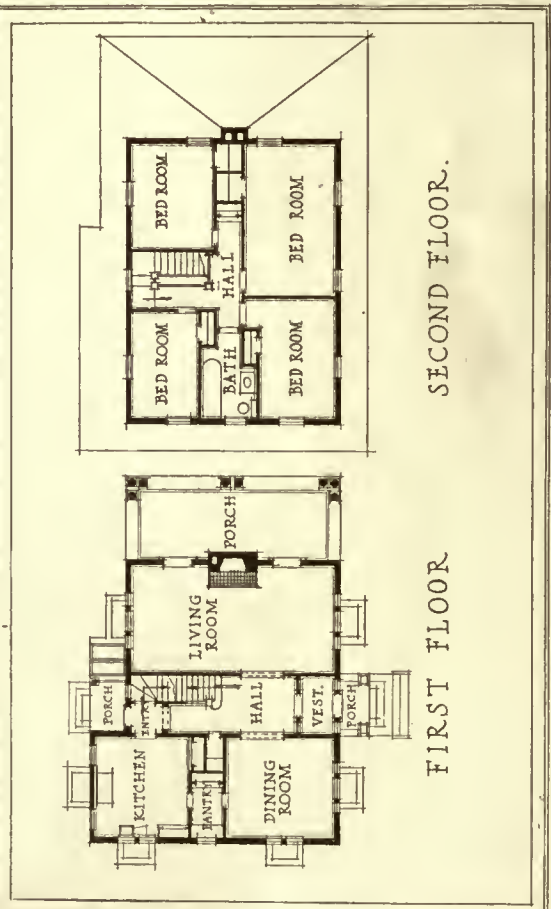 BED ROOM
BED ROOM
HALL
BED ROOM
BATH
BED ROOM
SECOND FLOOR.
PORCH
LIVING
ROOM
PORCH
ENTRY
HALL
VEST.
PORCH
KITCHEN
PANTRY
DINING
ROOM
FIRST FLOOR